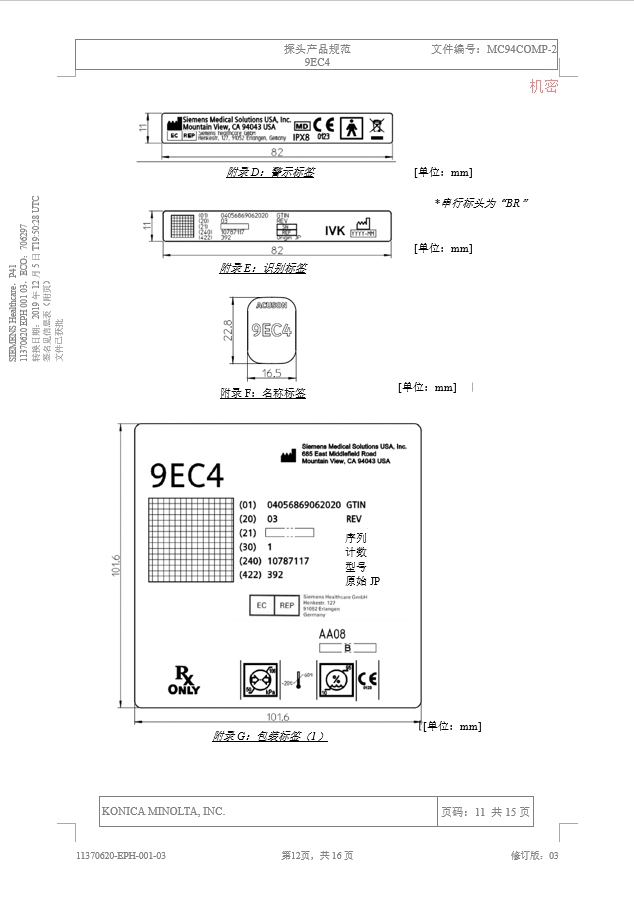 探头产品规范
文件编号：MC94COMP-2
9EC4
机密
Siemens Medical Solutions USA, Inc.
Mountain View, CA 94043 USA
EC REP
Siemens Healthcare GmbH
Henkestr. 127, 91052 Erlangen, Germany
MD
IPX8
0123
11
82
附录 D：警示标签
[单位：mm]
*串行标头为“BR”
(01) 04056869062020 GTIN
(20) 03 REV
(21) SN
(240) 10787117 REF
(422) 392 Origin JP
IVK
YYYY-MM
11
82
附录 E：识别标签
[单位：mm]
ACUSON
9EC4
22,8
16,5
附录 F：名称标签
[单位：mm]
SIEMENS Healthcare，P41
11370620 EPH 001 03，ECO：706297
转换日期：2019 年 12 月 5 日 T19:50:28 UTC
签名见信息表（附页）
文件已获批
Siemens Medical Solutions USA, Inc.
685 East Middlefield Road
Mountain View, CA 94043 USA
9EC4
(01) 04056869062020 GTIN
(20) 03 REV
(21) 序列
(30) 1 计数
(240) 10787117 型号
(422) 392 原始 JP
EC REP
Siemens Healthcare GmbH
Henkestr. 127
91052 Erlangen
Germany
AA08
B
Rx
ONLY
kPa
-20℃
%
10
101,6
101,6
[单位：mm]
附录 G：包装标签（1）
KONICA MINOLTA, INC.
页码：11 共 15 页
11370620-EPH-001-03
第12页，共 16 页
修订版：03